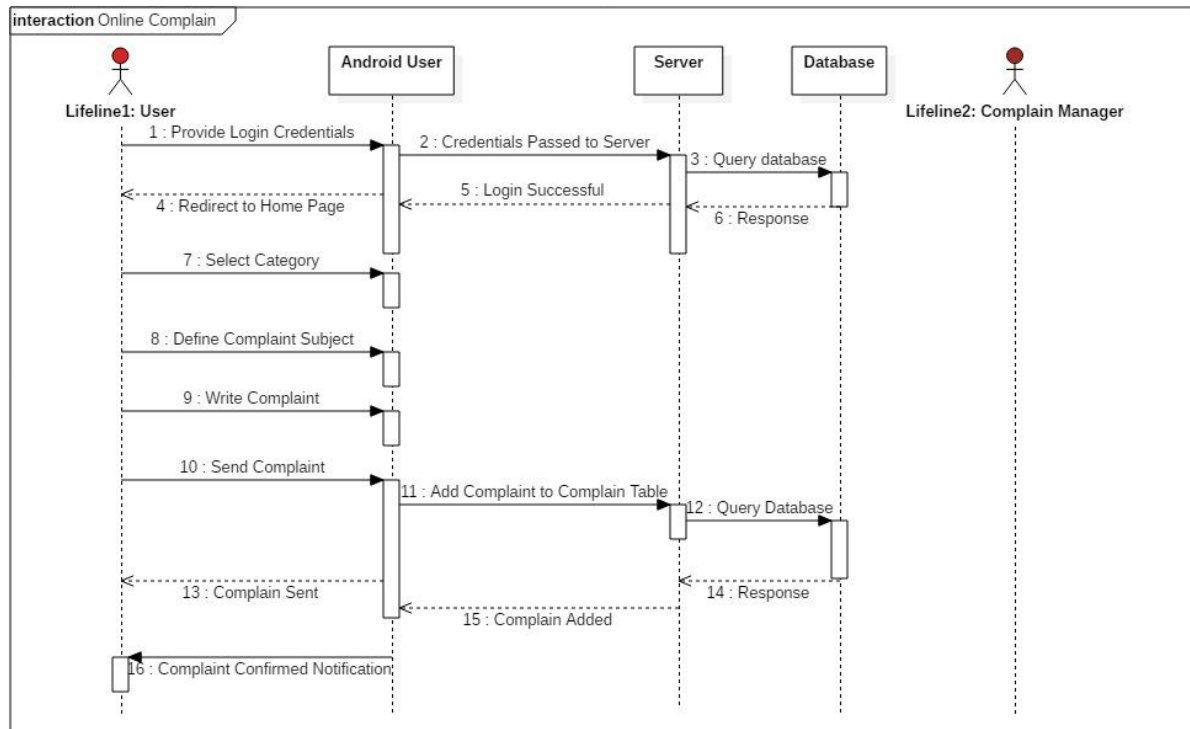 interaction Online Complain
Android User
Server
Database
Lifeline1: User
Lifeline2: Complain Manager
1 : Provide Login Credentials
2 : Credentials Passed to Server
3 : Query database
5 : Login Successful
4 : Redirect to Home Page
6 : Response
7 : Select Category
8 : Define Complaint Subject
9 : Write Complaint
10 : Send Complaint
11 : Add Complaint to Complain Table
12 : Query Database
13 : Complain Sent
14 : Response
15 : Complain Added
16 : Complaint Confirmed Notification